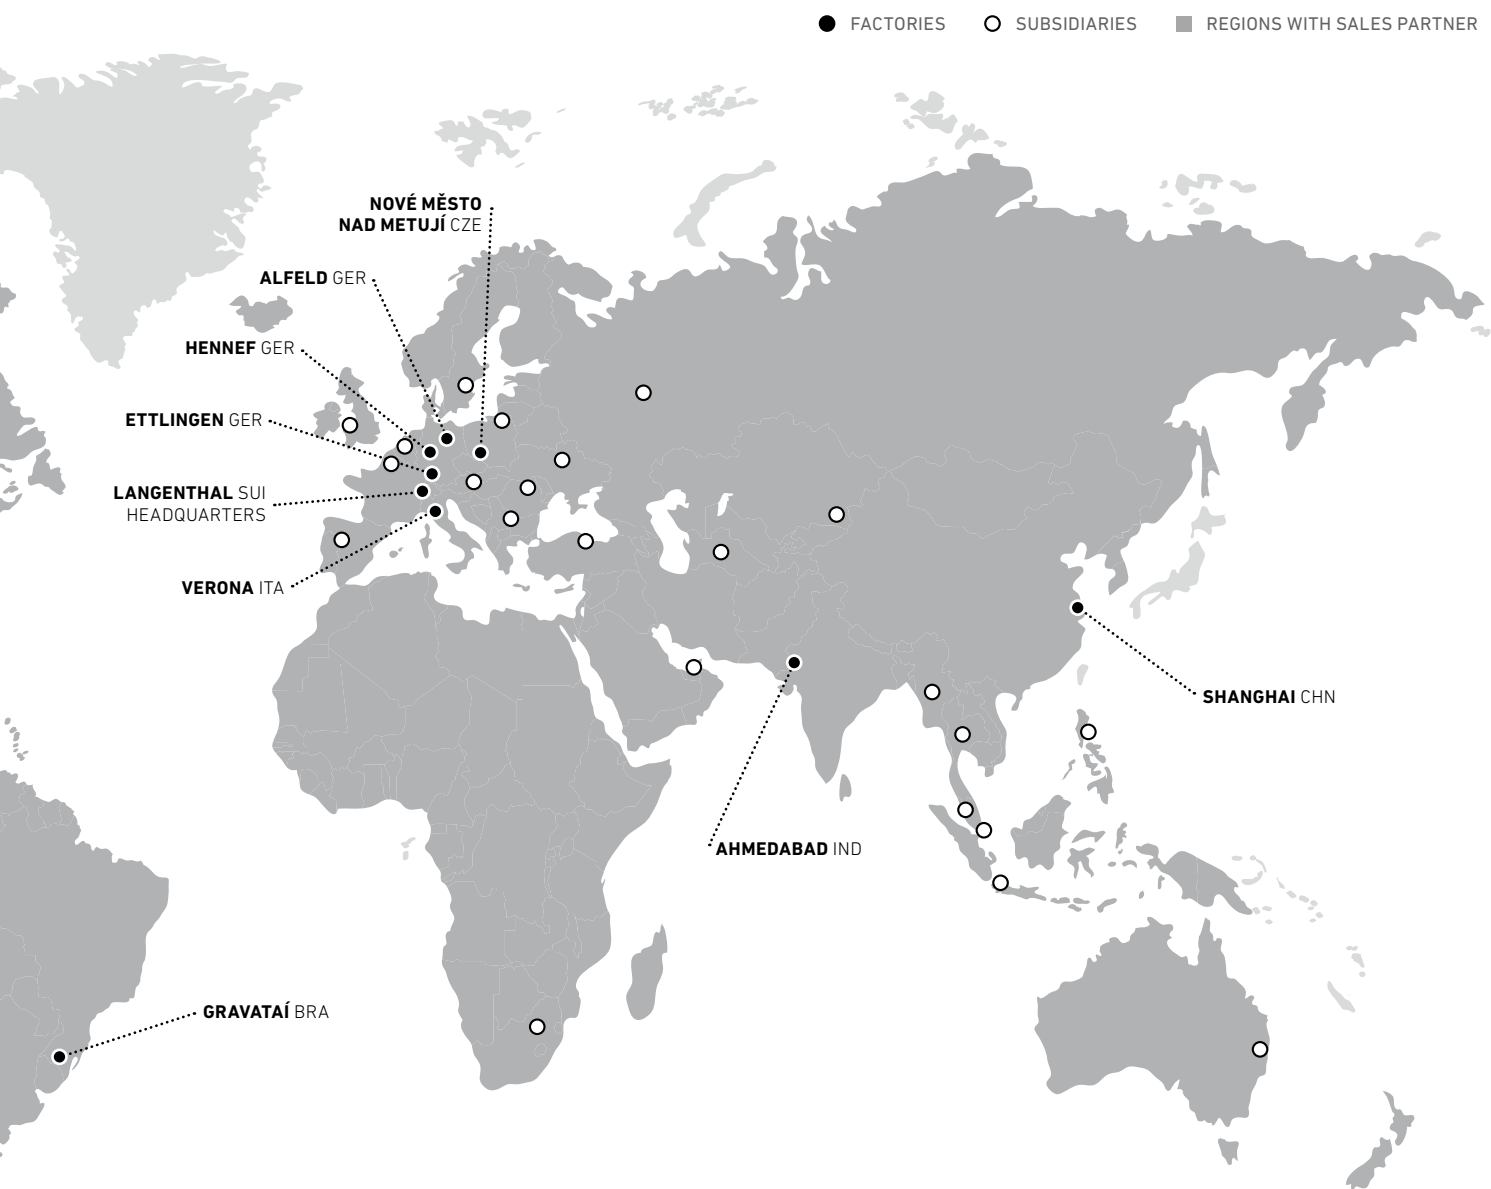 FACTORIES
SUBSIDIARIES
REGIONS WITH SALES PARTNER
NOVÉ MĚSTO
NAD METUJÍ CZE
ALFELD GER
HENNEF GER
ETTLINGEN GER
LANGENTHAL SUI
HEADQUARTERS
VERONA ITA
SHANGHAI CHN
AHMEDABAD IND
GRAVATAÍ BRA